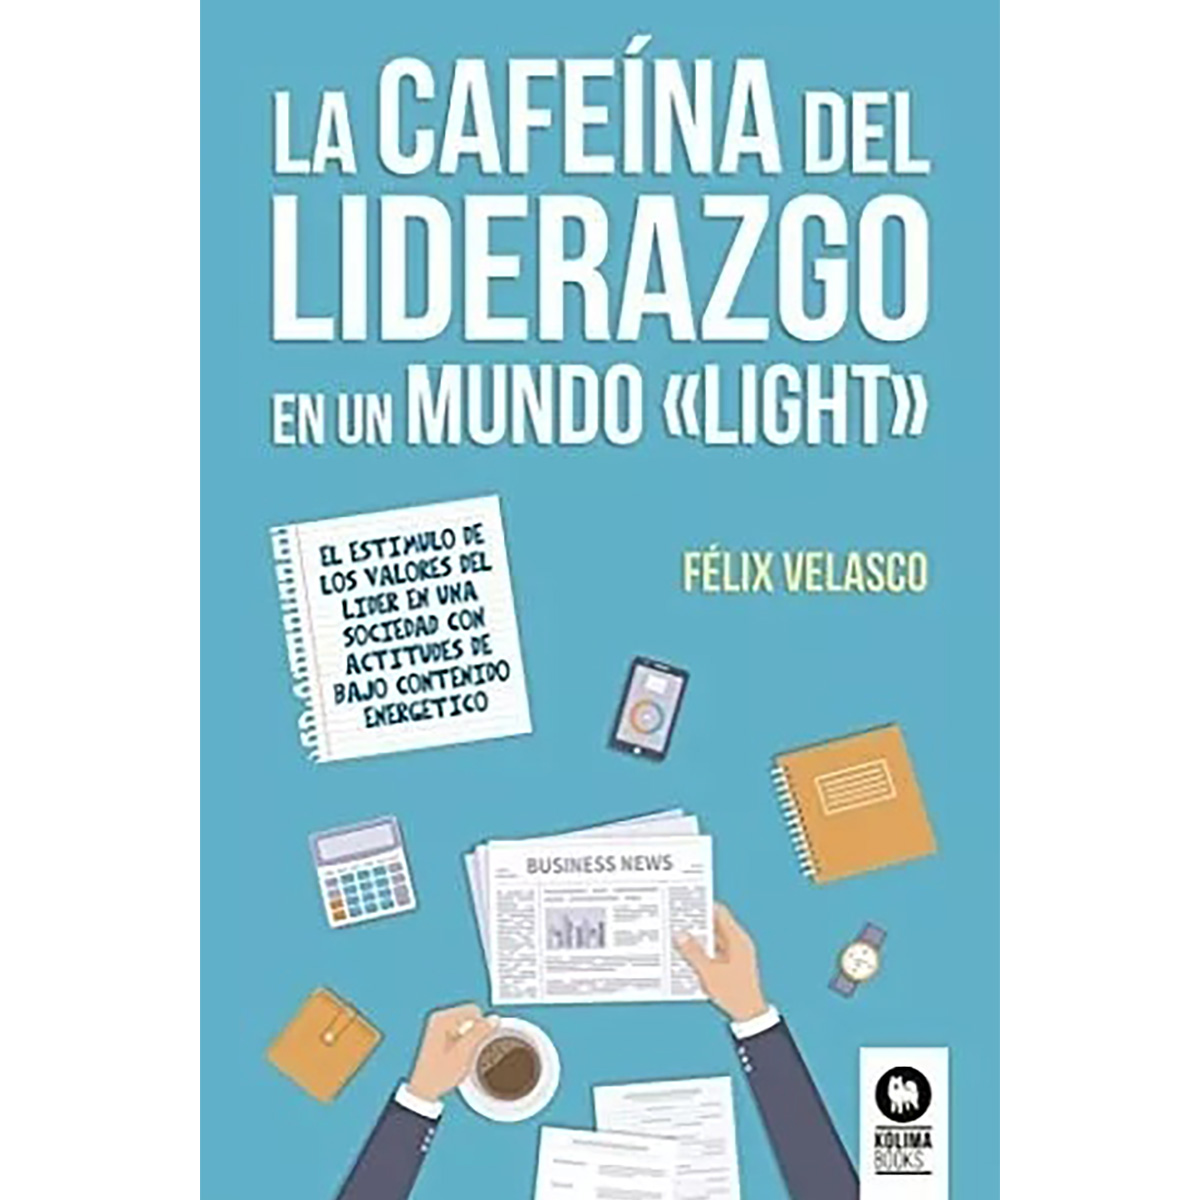 LA CAFEÍNA DEL
LIDERAZGO
EN UN MUNDO «LIGHT»
EL ESTIMULO DE
LOS VALORES DEL
LIDER EN UNA
SOCIEDAD CON
ACTITUDES DE
BAJO CONTENIDO
ENERGETICO
FÉLIX VELASCO
BUSINESS NEWS
KOLIMA
BOOKS